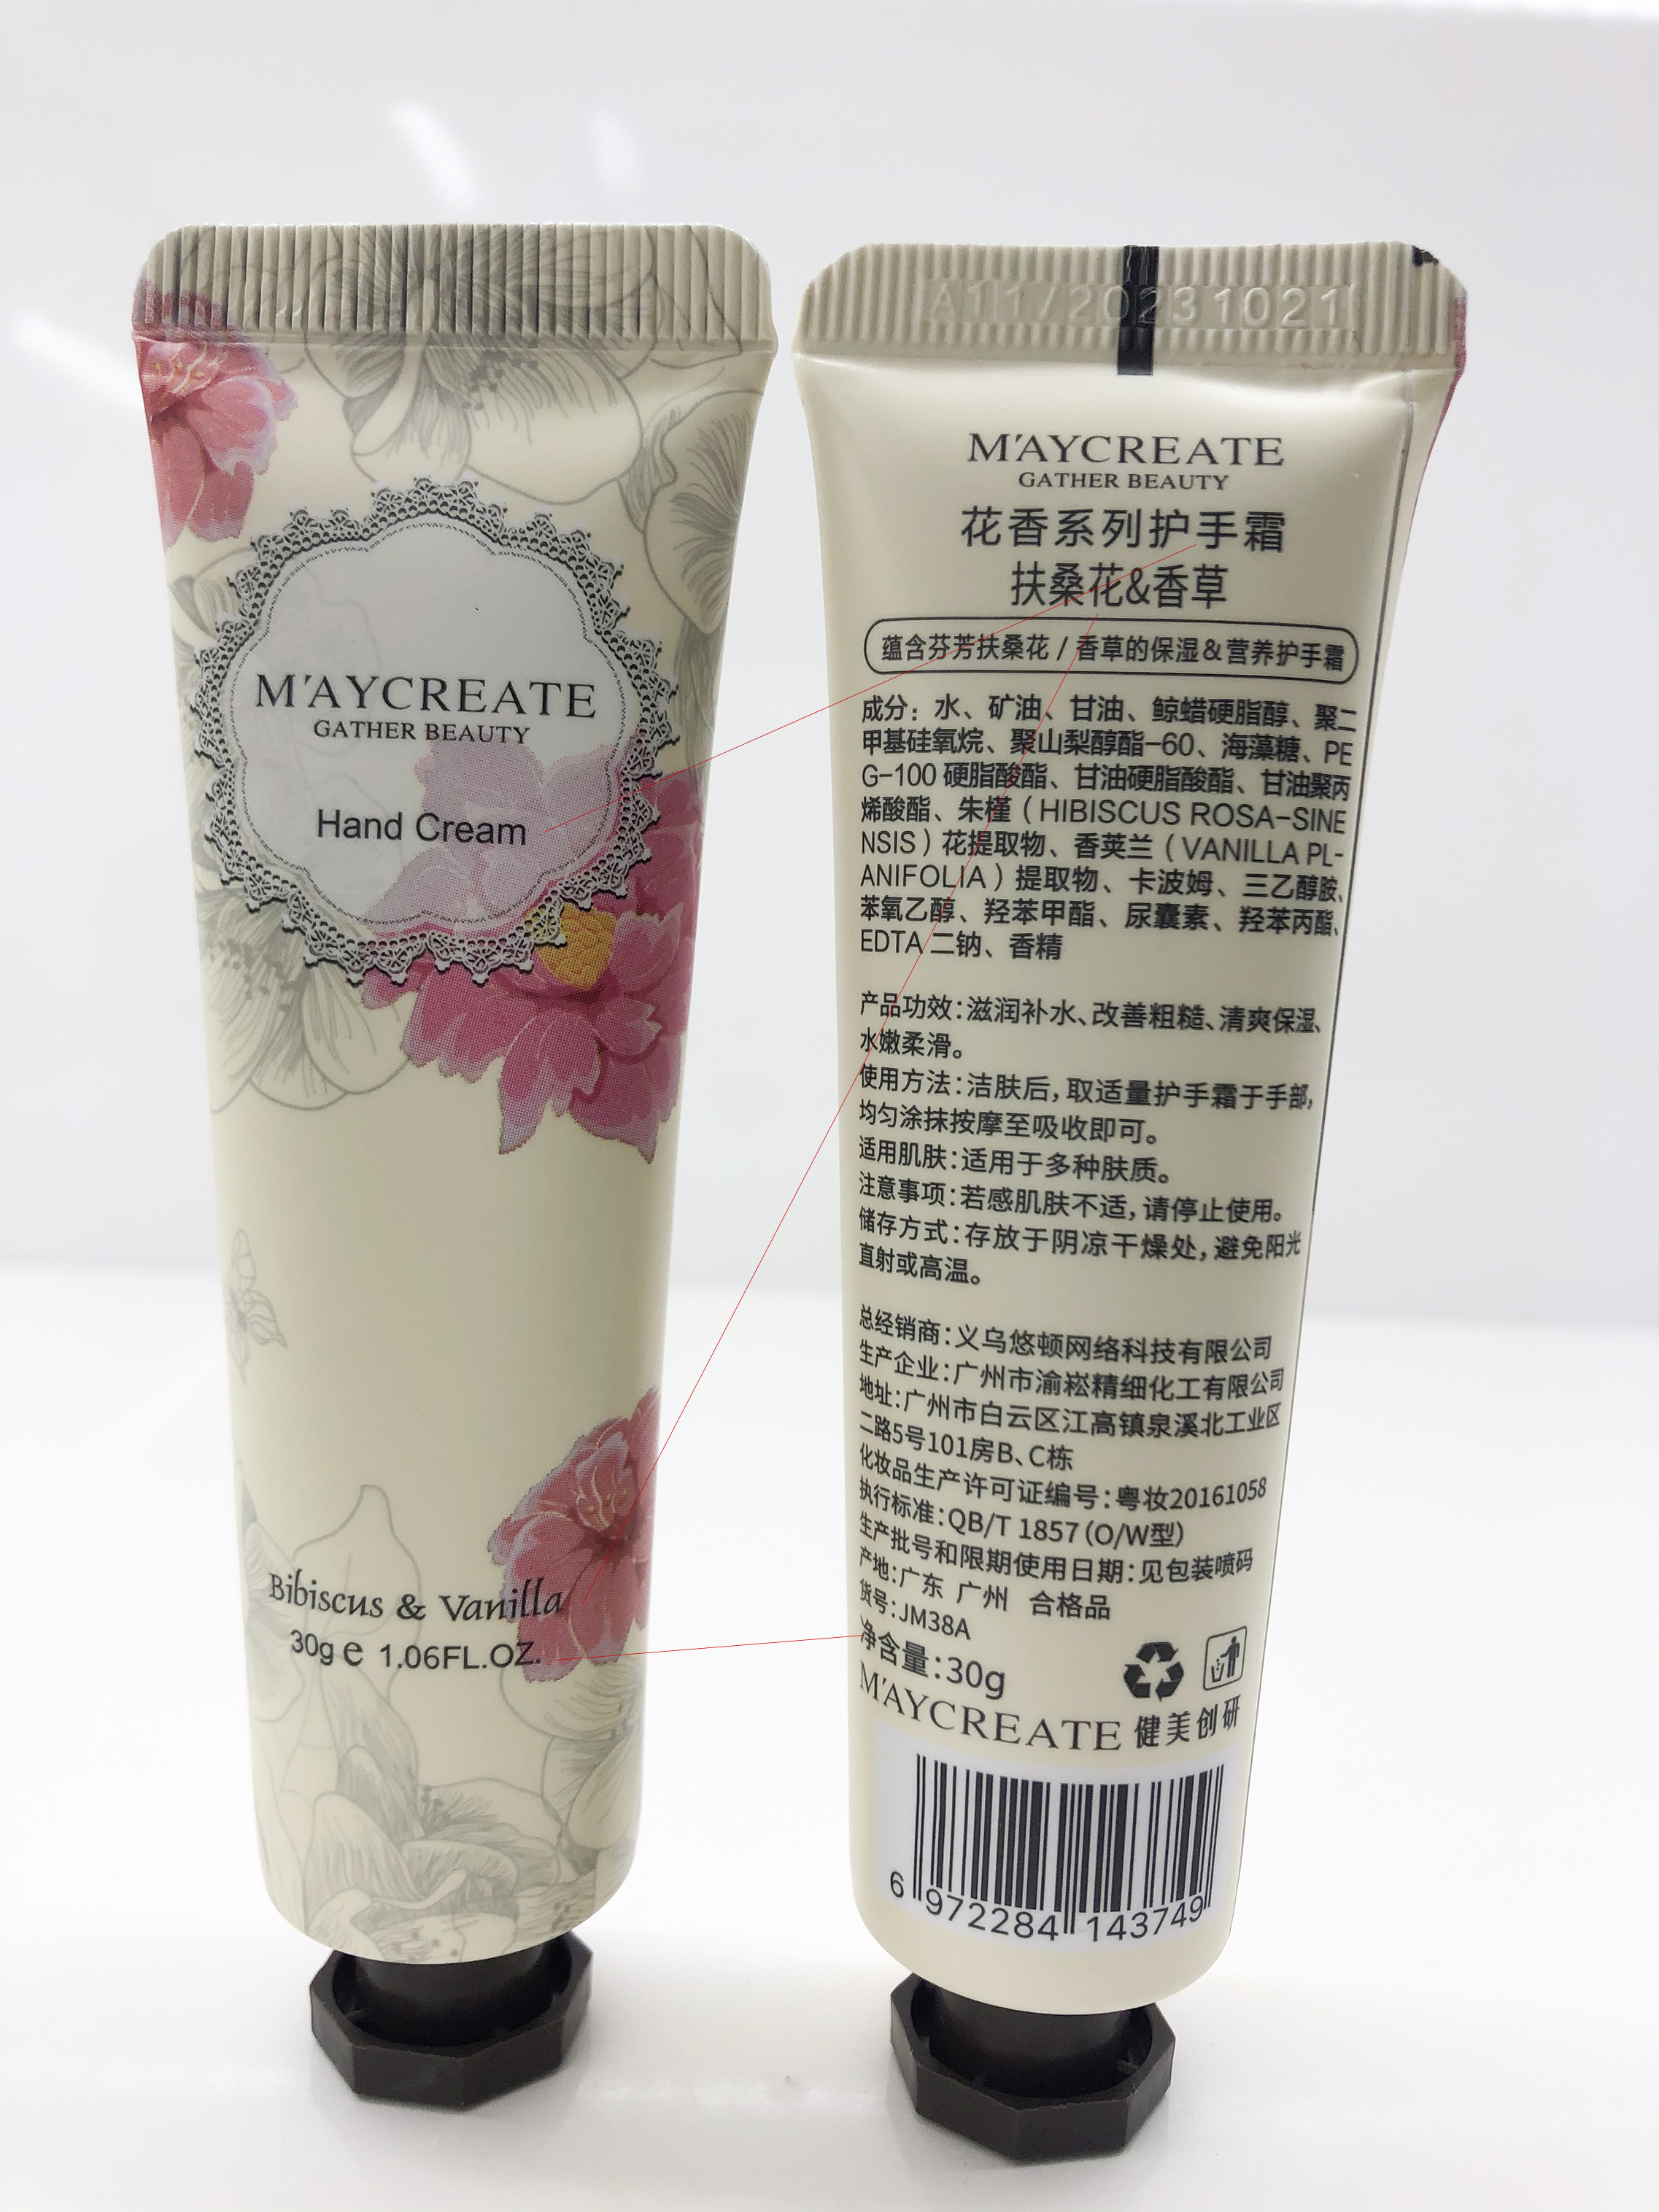 M'AYCREATE
GATHER BEAUTY
Hand Cream
Bibiscus & Vanilla
30g e 1.06FL.OZ.
A11/20231021
M'AYCREATE
GATHER BEAUTY
花香系列护手霜
扶桑花&香草
蕴含芬芳扶桑花/香草的保湿&营养护手霜
成分：水、矿油、甘油、鲸蜡硬脂醇、聚二
甲基硅氧烷、聚山梨醇酯-60、海藻糖、PE
G-100 硬脂酸酯、甘油硬脂酸酯、甘油聚丙
烯酸酯、朱槿（HIBISCUS ROSA-SINE
NSIS）花提取物、香荚兰（VANILLA PL-
ANIFOLIA）提取物、卡波姆、三乙醇胺、
苯氧乙醇、羟苯甲酯、尿囊素、羟苯丙酯、
EDTA 二钠、香精
产品功效：滋润补水、改善粗糙、清爽保湿、
水嫩柔滑。
使用方法：洁肤后，取适量护手霜于手部，
均匀涂抹按摩至吸收即可。
适用肌肤：适用于多种肤质。
注意事项：若感肌肤不适，请停止使用。
储存方式：存放于阴凉干燥处，避免阳光
直射或高温。
总经销商：义乌悠顿网络科技有限公司
生产企业：广州市渝崧精细化工有限公司
地址：广州市白云区江高镇泉溪北工业区
二路5号101房B、C栋
化妆品生产许可证编号：粤妆20161058
执行标准：QB/T 1857（O/W型）
生产批号和限期使用日期：见包装喷码
产地：广东 广州 合格品
货号：JM38A
净含量：30g
M'AYCREATE 健美创研
6 972284 143749